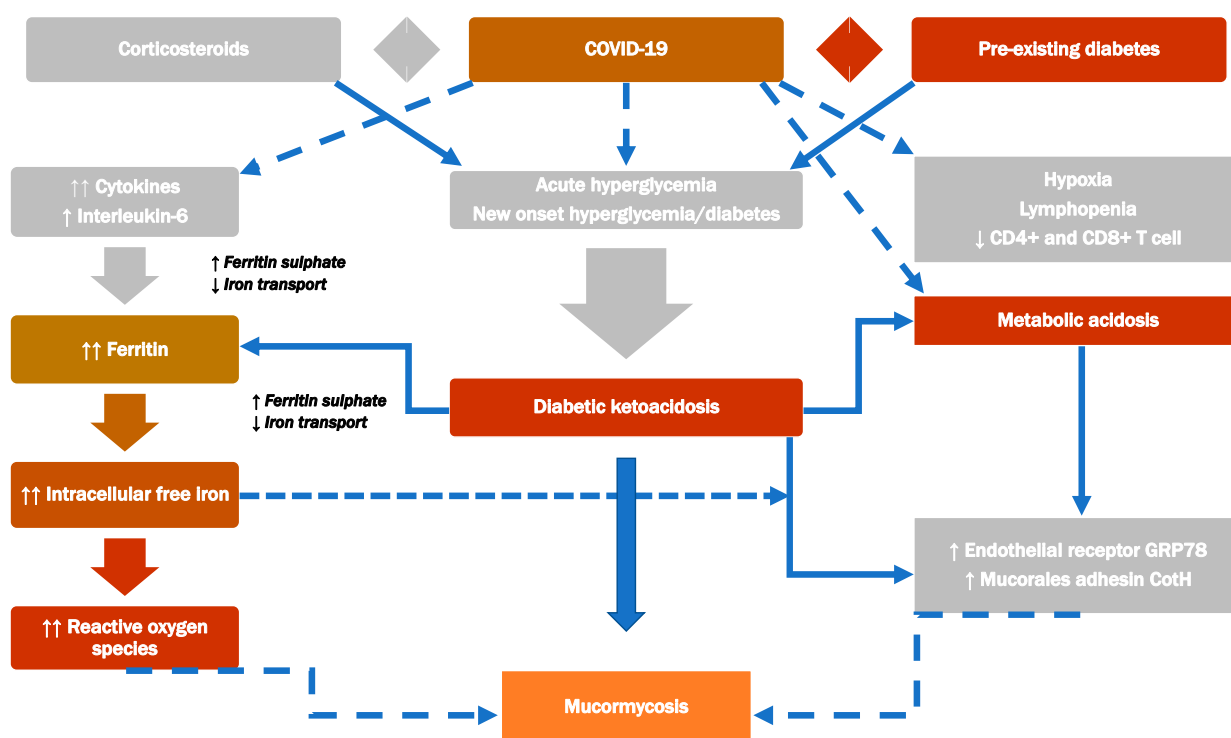 Corticosteroids
COVID-19
Pre-existing diabetes
↑↑ Cytokines
↑ Interleukin-6
Acute hyperglycemia
New onset hyperglycemia/diabetes
Hypoxia
Lymphopenia
↓ CD4+ and CD8+ T cell
↑ Ferritin sulphate
↓ Iron transport
Metabolic acidosis
↑↑ Ferritin
↑ Ferritin sulphate
↓ Iron transport
Diabetic ketoacidosis
↑↑ Intracellular free iron
↑ Endothelial receptor GRP78
↑ Mucorales adhesin CotH
↑↑ Reactive oxygen
species
Mucormycosis